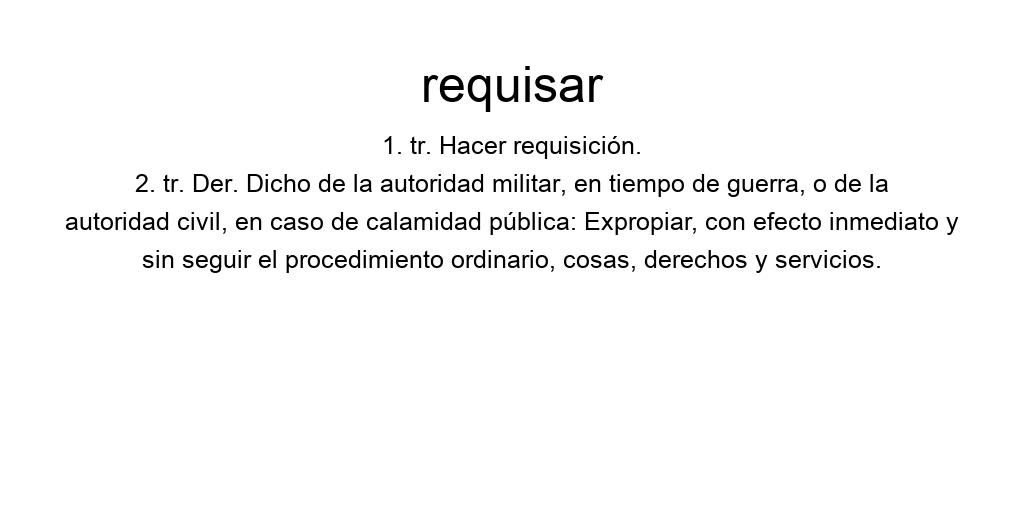 requisar
1. tr. Hacer requisición.
2. tr. Der. Dicho de la autoridad militar, en tiempo de guerra, o de la
autoridad civil, en caso de calamidad pública: Expropiar, con efecto inmediato y
sin seguir el procedimiento ordinario, cosas, derechos y servicios.